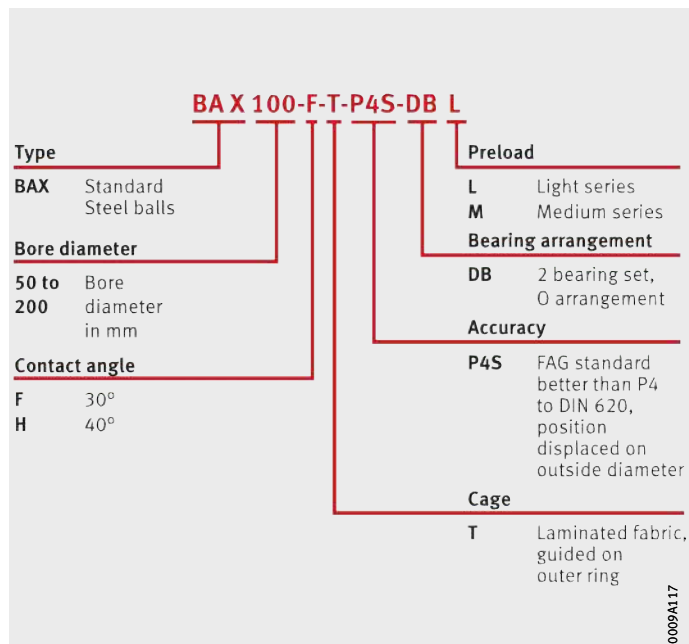 BAX100-F-T-P4S-DB L
Type
BAX Standard
Steel balls
Bore diameter
50 to Bore
200 diameter
in mm
Contact angle
F 30°
H 40°
Preload
L Light series
M Medium series
Bearing arrangement
DB 2 bearing set,
O arrangement
Accuracy
P4S FAG standard
better than P4
to DIN 620,
position
displaced on
outside diameter
Cage
T Laminated fabric,
guided on
outer ring
0009A117